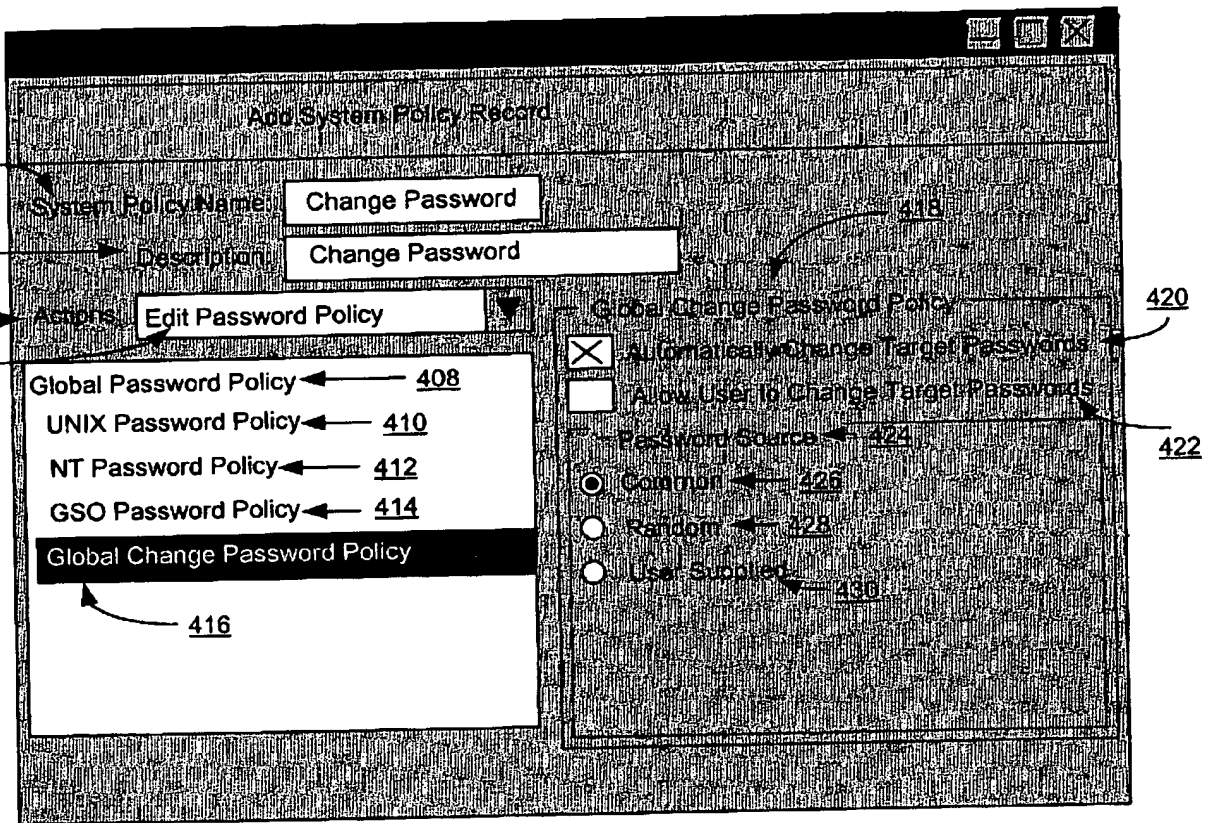 Add System Policy Record
System Policy Name: Change Password
418
Description: Change Password
Actions: Edit Password Policy
Global Change Password Policy
420
Automatically Change Target Passwords
Global Password Policy 408
Allow User to Change Target Passwords
UNIX Password Policy 410
Password Source 424
422
NT Password Policy 412
Common 426
GSO Password Policy 414
Random 428
Global Change Password Policy
User Supplied 430
416